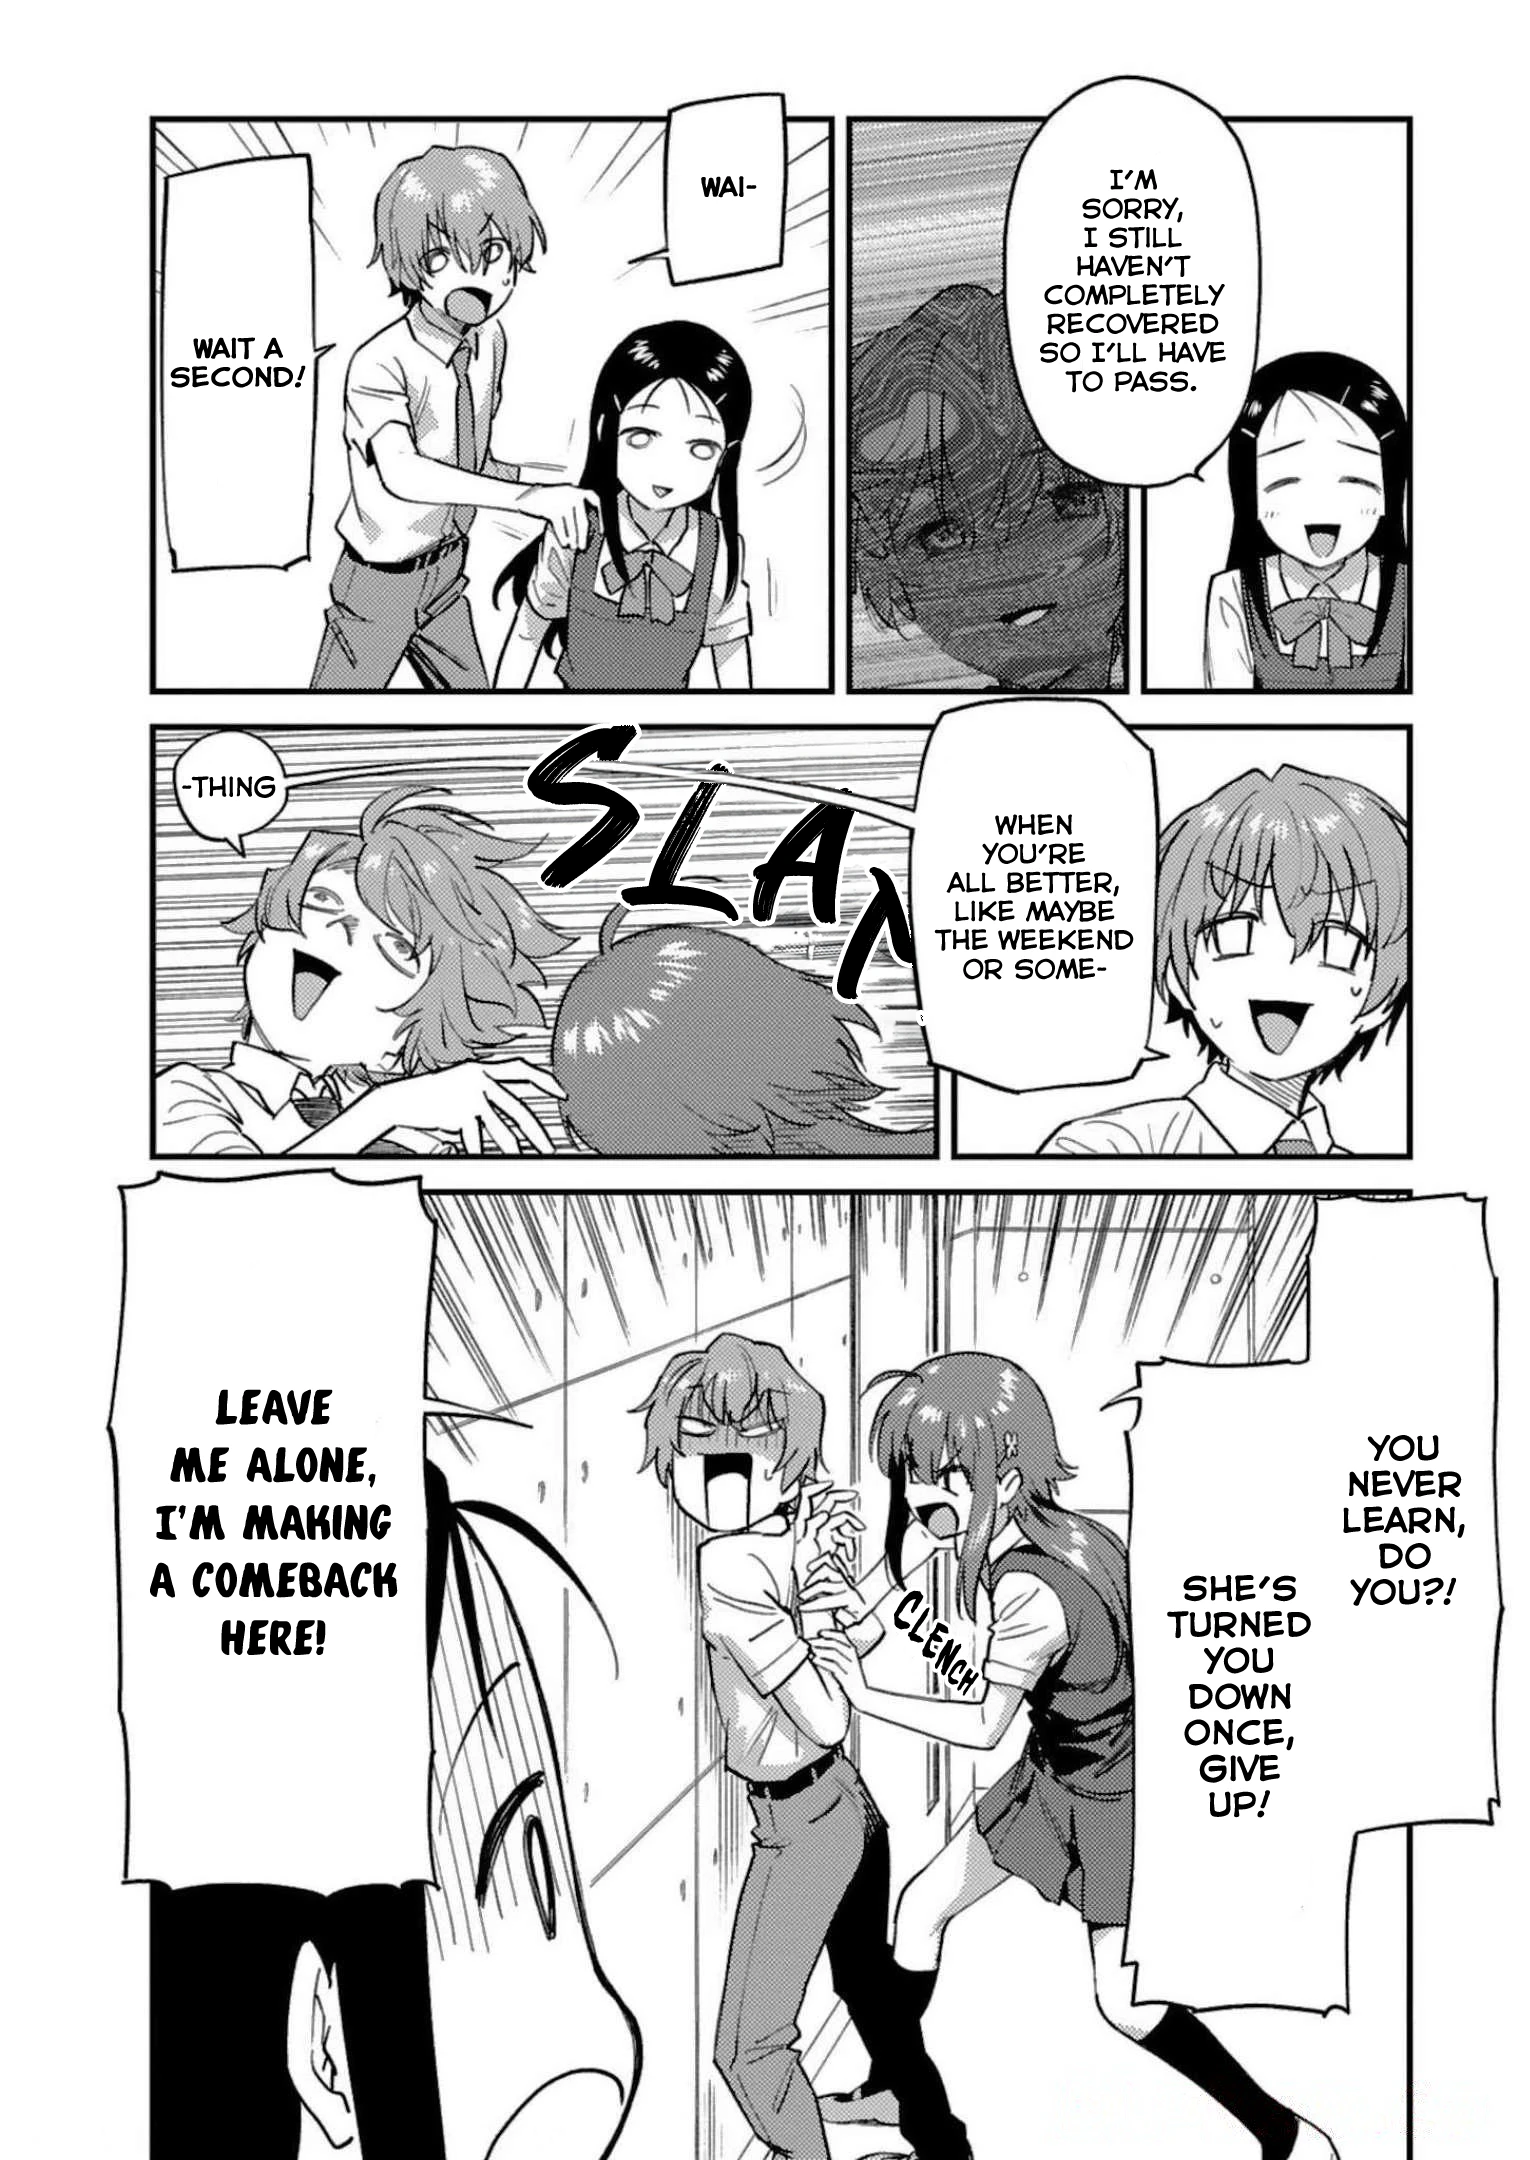 I'M
SORRY,
I STILL
HAVEN'T
COMPLETELY
RECOVERED
SO I'LL HAVE
TO PASS.
WAI-
WAIT A
SECOND!
WHEN
YOU'RE
ALL BETTER,
LIKE MAYBE
THE WEEKEND
OR SOME-
SLAM
-THING
YOU
NEVER
LEARN,
DO
YOU?!
SHE'S
TURNED
YOU
DOWN
ONCE,
GIVE
UP!
CLENCH
LEAVE
ME ALONE,
I'M MAKING
A COMEBACK
HERE!